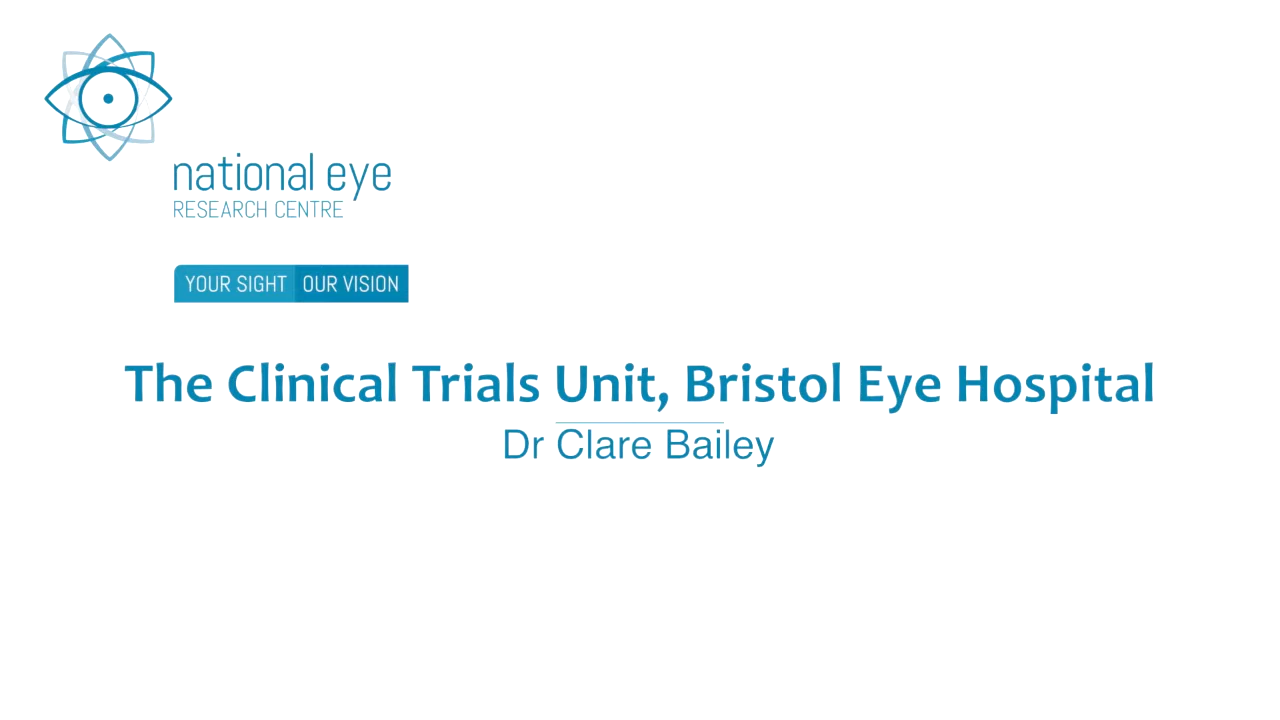 national eye
RESEARCH CENTRE
YOUR SIGHT OUR VISION
The Clinical Trials Unit, Bristol Eye Hospital
Dr Clare Bailey